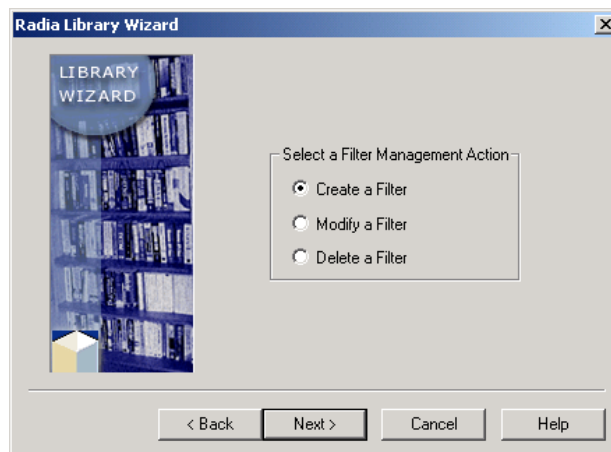 Radia Library Wizard
LIBRARY
WIZARD
Select a Filter Management Action
Create a Filter
Modify a Filter
Delete a Filter
< Back
Next >
Cancel
Help